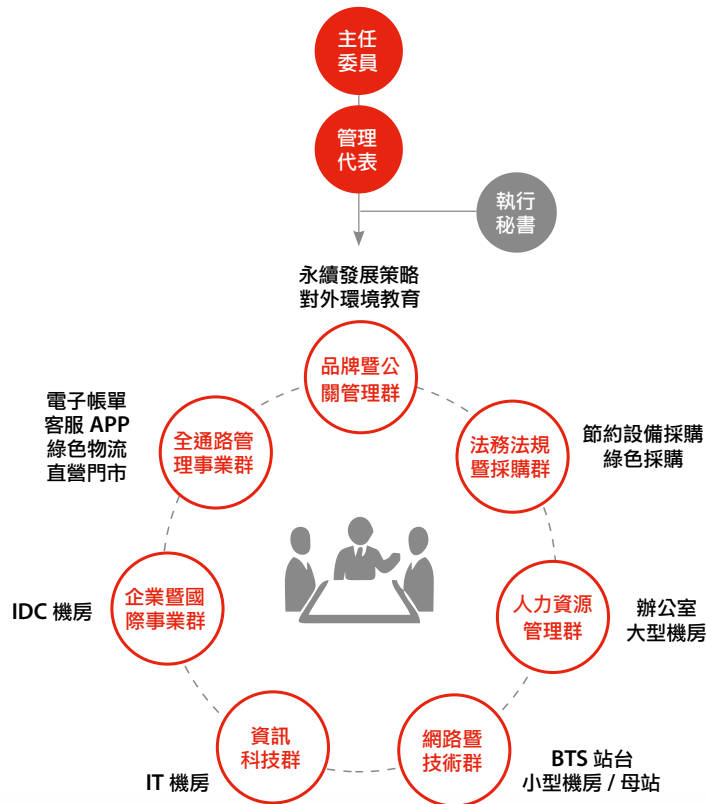 主任
委員
管理
代表
執行
秘書
永續發展策略
對外環境教育
品牌暨公
關管理群
電子帳單
客服 APP
綠色物流
直營門市
全通路管
理事業群
法務法規
暨採購群
節約設備採購
綠色採購
IDC 機房
企業暨國
際事業群
人力資源
管理群
辦公室
大型機房
資訊
科技群
IT 機房
網路暨
技術群
BTS 站台
小型機房 / 母站